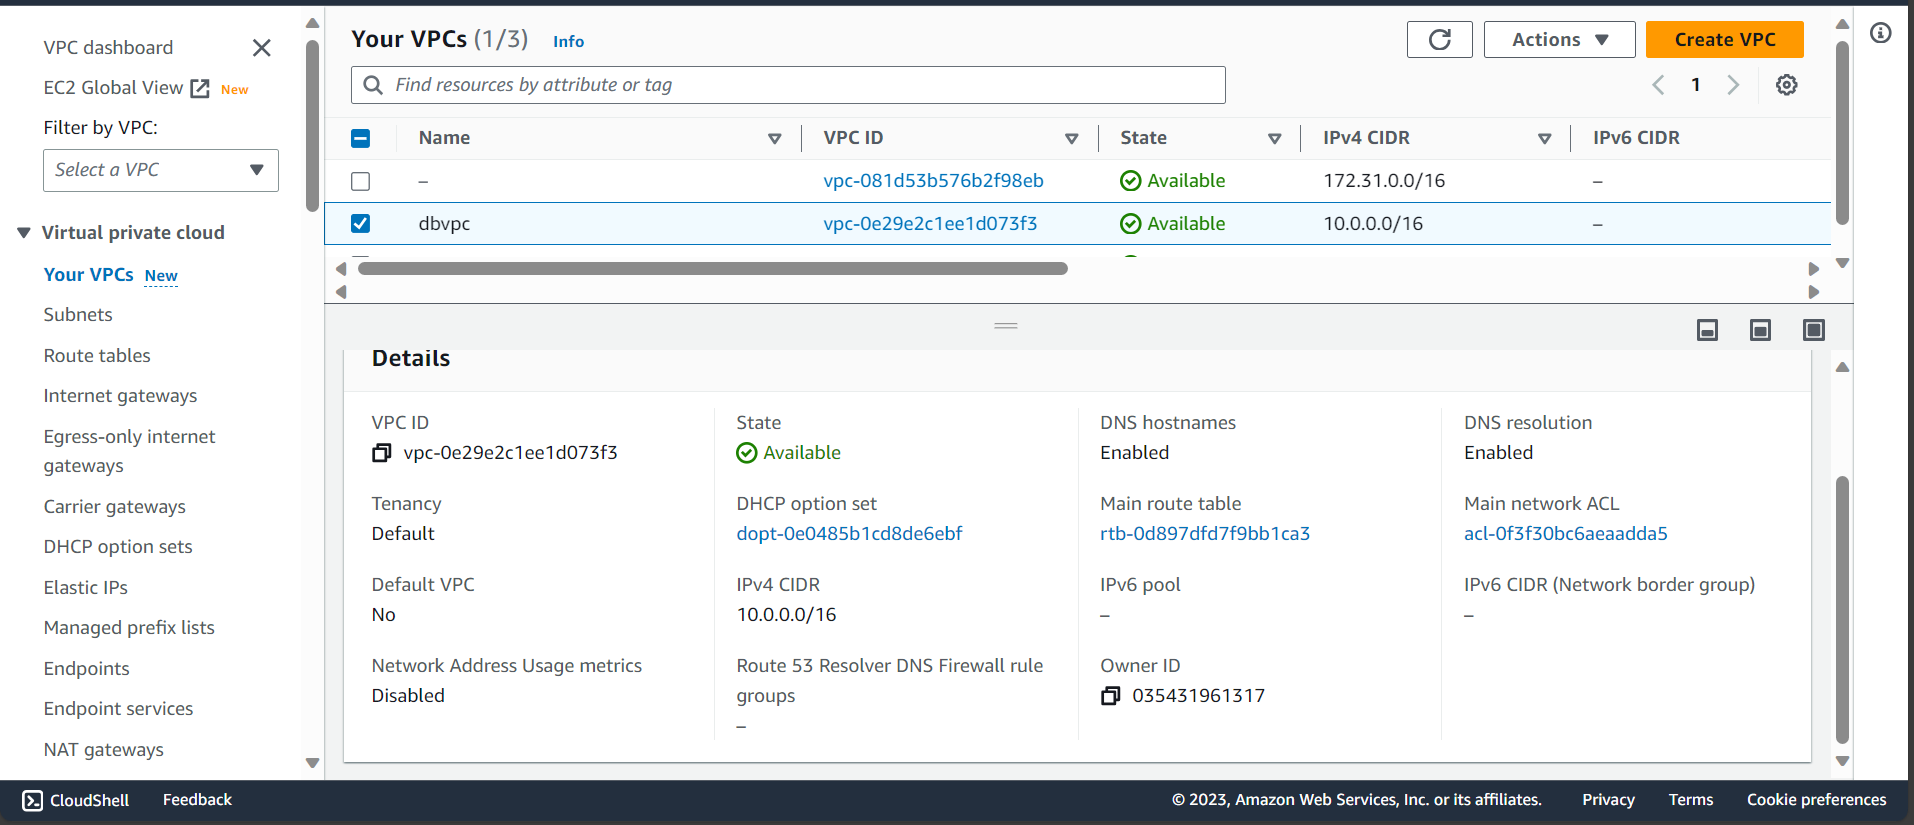 VPC dashboard
EC2 Global View New
Filter by VPC:
Select a VPC
Virtual private cloud
Your VPCs New
Subnets
Route tables
Internet gateways
Egress-only internet
gateways
Carrier gateways
DHCP option sets
Elastic IPs
Managed prefix lists
Endpoints
Endpoint services
NAT gateways
Your VPCs (1/3) Info
Actions
Create VPC
Find resources by attribute or tag
1
Name VPC ID State IPv4 CIDR IPv6 CIDR
– vpc-081d53b576b2f98eb Available 172.31.0.0/16 –
dbvpc vpc-0e29e2c1ee1d073f3 Available 10.0.0.0/16 –
Details
VPC ID
vpc-0e29e2c1ee1d073f3
State
Available
DNS hostnames
Enabled
DNS resolution
Enabled
Tenancy
Default
DHCP option set
dopt-0e0485b1cd8de6ebf
Main route table
rtb-0d897dfd7f9bb1ca3
Main network ACL
acl-0f3f30bc6aeaadda5
Default VPC
No
IPv4 CIDR
10.0.0.0/16
IPv6 pool
–
IPv6 CIDR (Network border group)
–
Network Address Usage metrics
Disabled
Route 53 Resolver DNS Firewall rule
groups
–
Owner ID
035431961317
CloudShell Feedback © 2023, Amazon Web Services, Inc. or its affiliates. Privacy Terms Cookie preferences